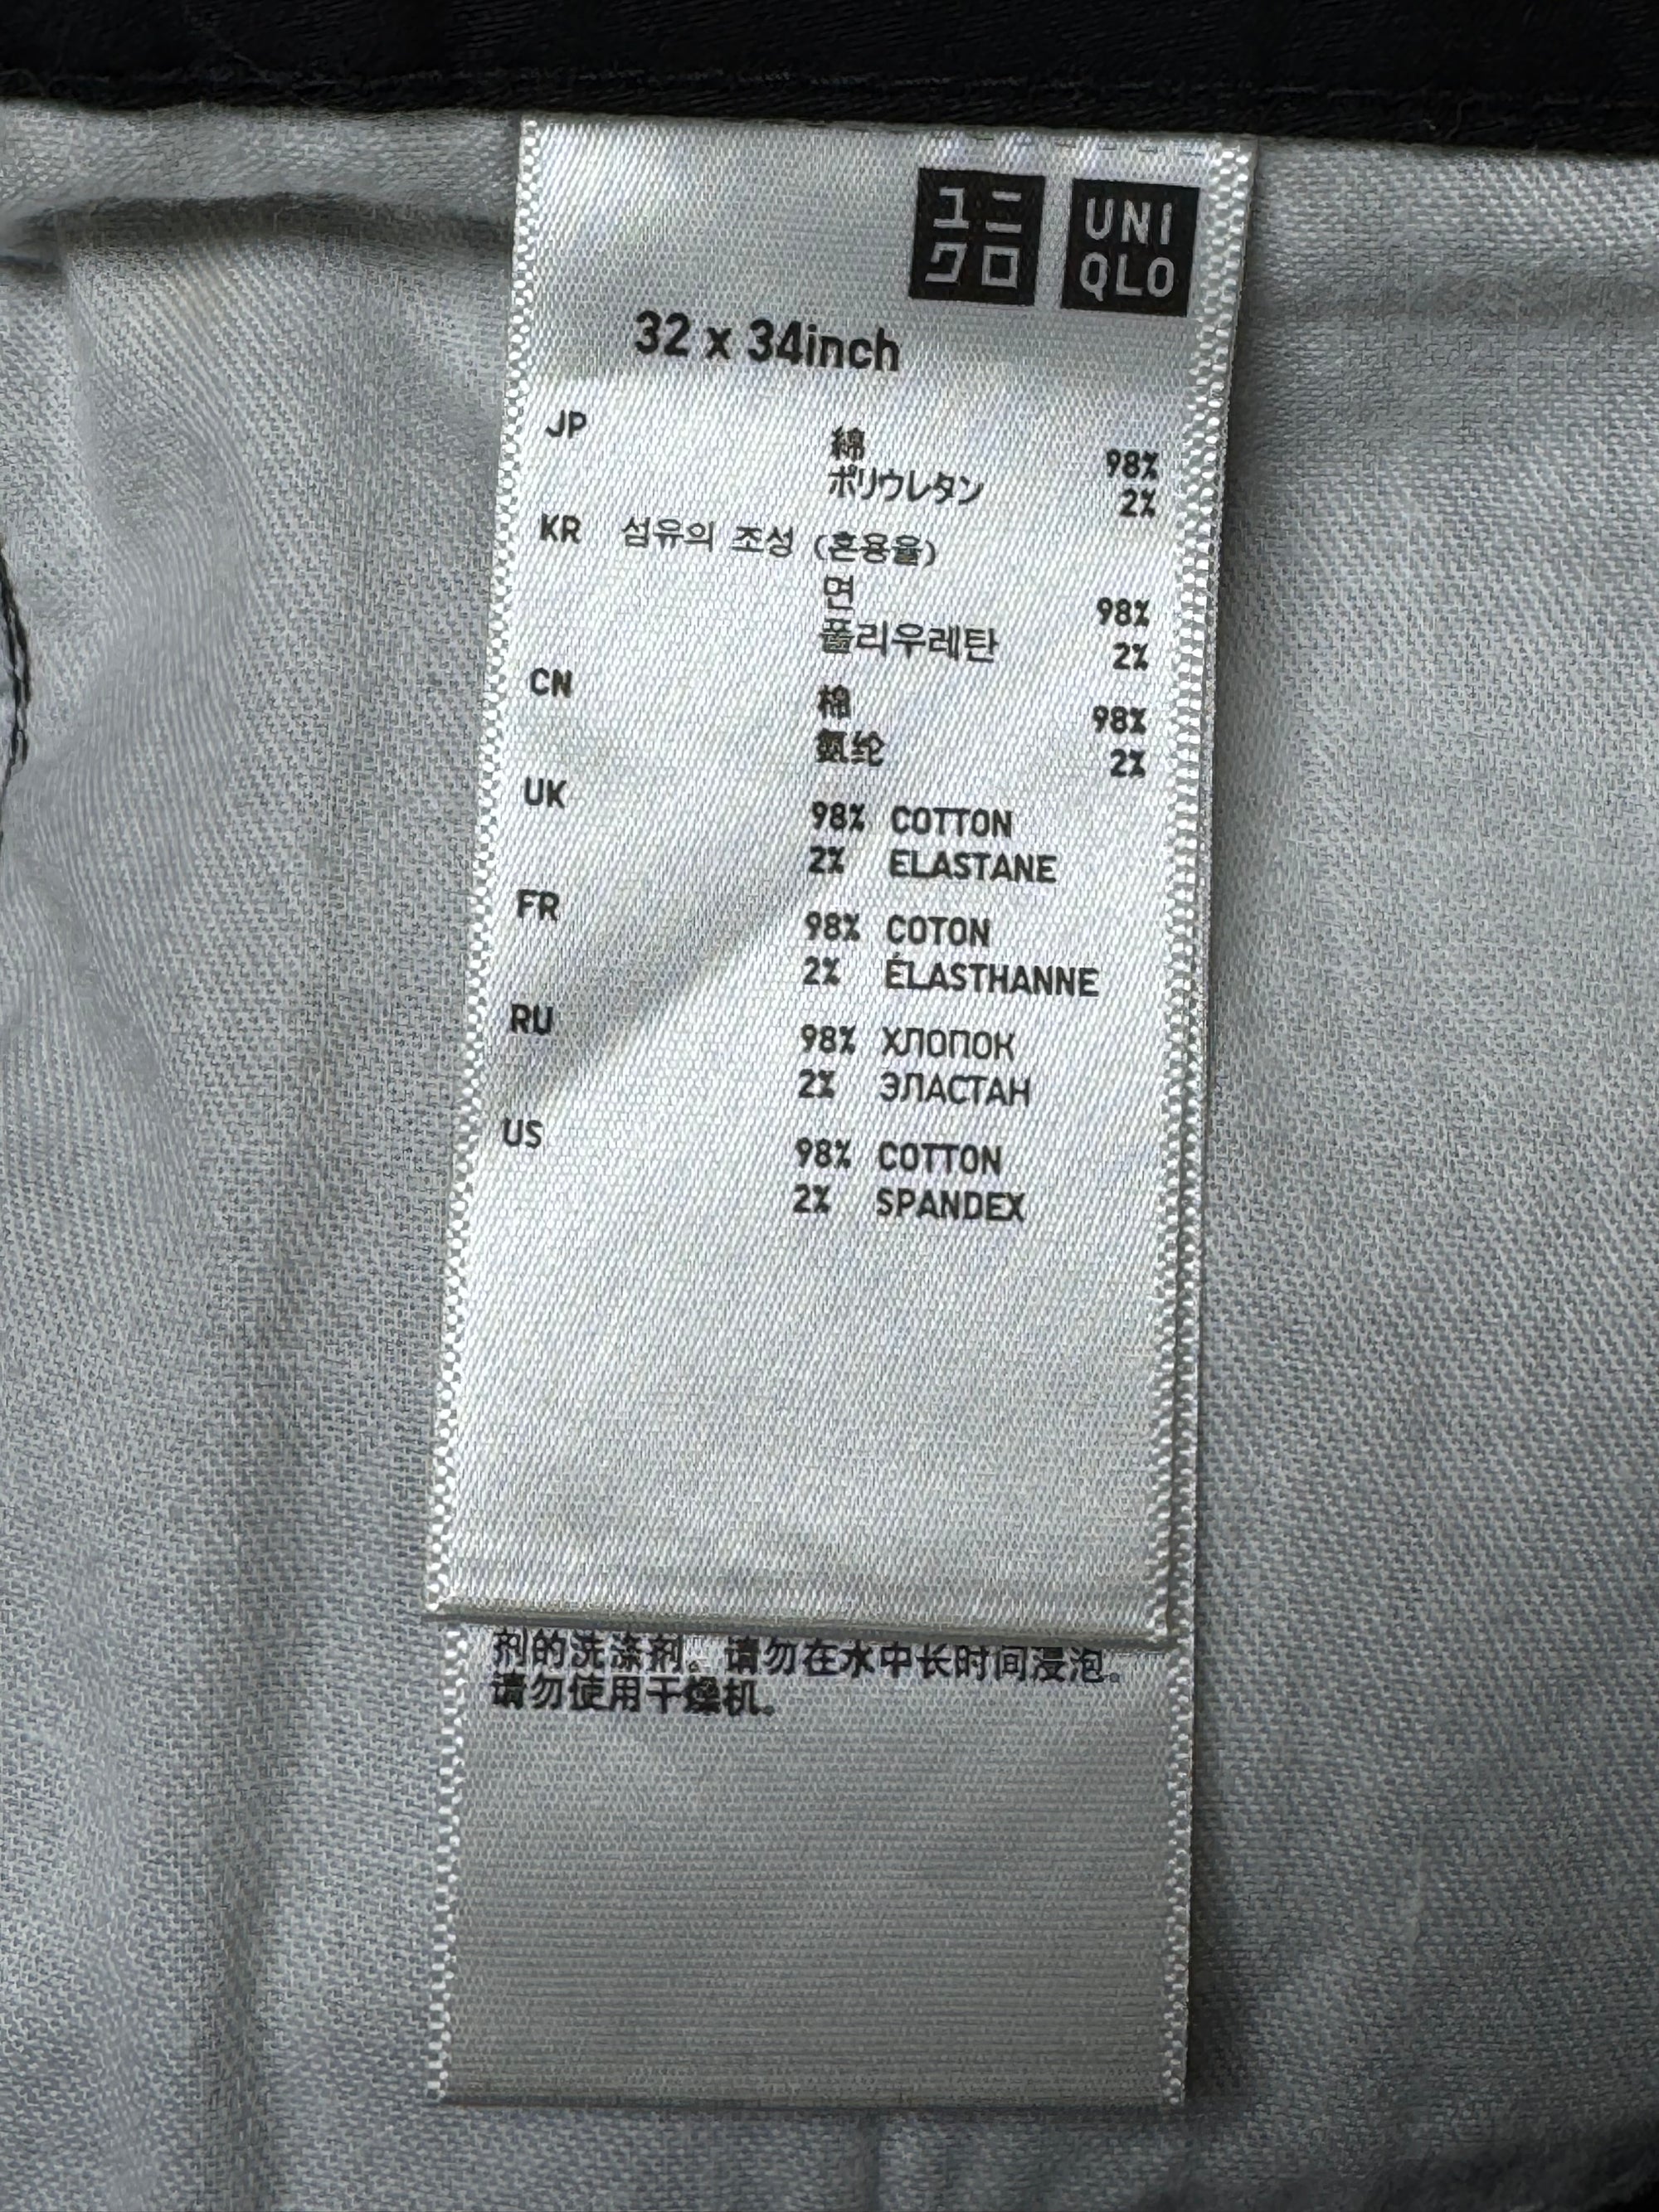 ユニ
クロ
UNI
QLO
32 x 34inch
JP
綿 98%
ポリウレタン 2%
KR 섬유의 조성 (혼용율)
면 98%
폴리우레탄 2%
CN
棉 98%
氨纶 2%
UK
98% COTTON
2% ELASTANE
FR
98% COTON
2% ÉLASTHANNE
RU
98% ХЛОПОК
2% ЭЛАСТАН
US
98% COTTON
2% SPANDEX
剂的洗涤剂。请勿在水中长时间浸泡。
请勿使用干燥机。